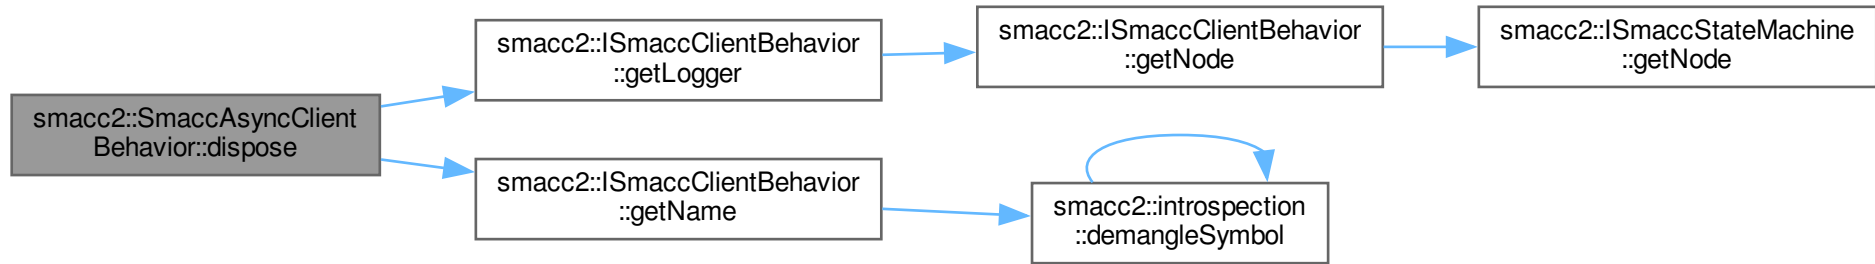 smacc2::SmaccAsyncClient
Behavior::dispose
smacc2::ISmaccClientBehavior
::getLogger
smacc2::ISmaccClientBehavior
::getNode
smacc2::ISmaccStateMachine
::getNode
smacc2::ISmaccClientBehavior
::getName
smacc2::introspection
::demangleSymbol